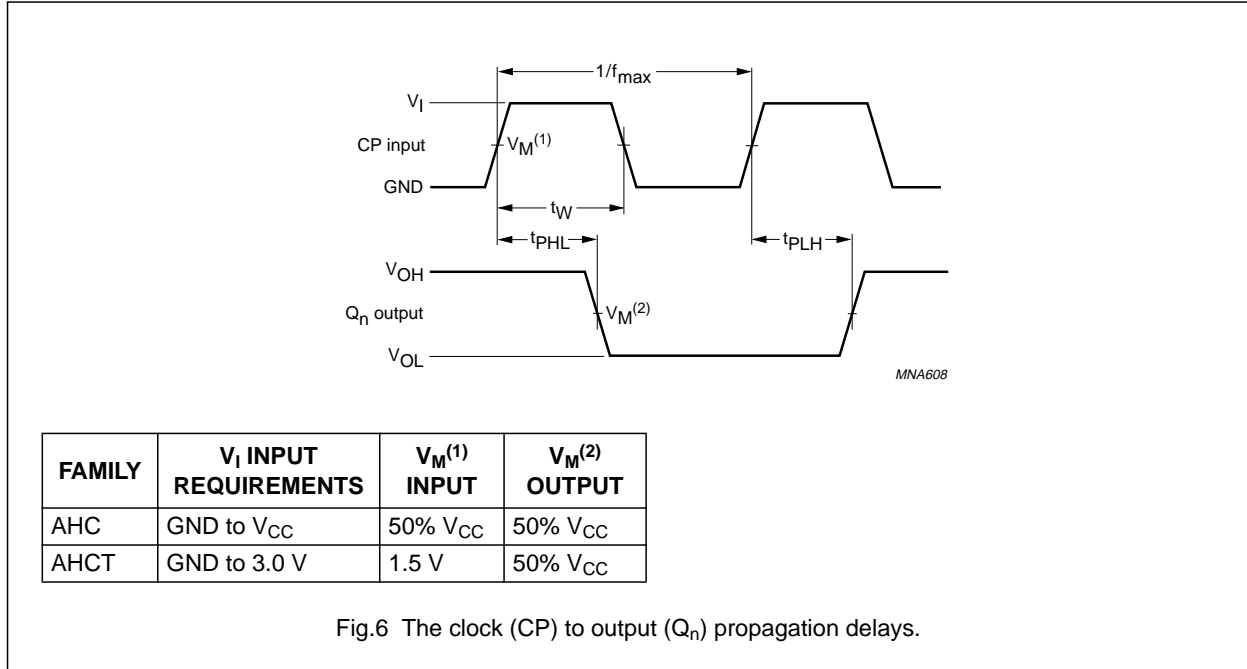 1/fmax
VI
CP input
VM(1)
GND
tW
tPHL
tPLH
VOH
Qn output
VM(2)
VOL
MNA608
FAMILY VI INPUT REQUIREMENTS VM(1) INPUT VM(2) OUTPUT
AHC GND to VCC 50% VCC 50% VCC
AHCT GND to 3.0 V 1.5 V 50% VCC
Fig.6 The clock (CP) to output (Qn) propagation delays.